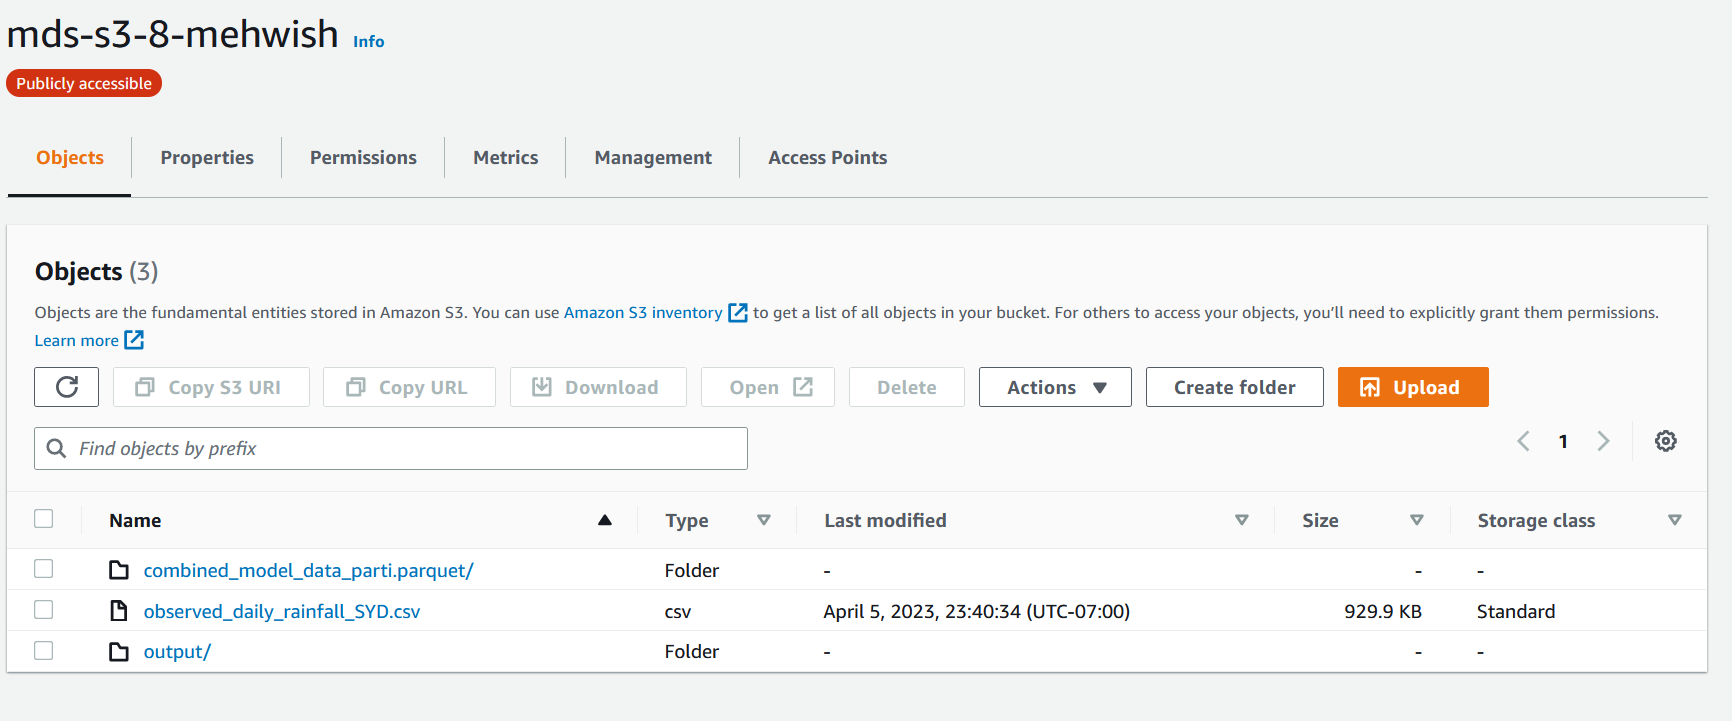 mds-s3-8-mehwish Info
Publicly accessible
Objects Properties Permissions Metrics Management Access Points
Objects (3)
Objects are the fundamental entities stored in Amazon S3. You can use Amazon S3 inventory to get a list of all objects in your bucket. For others to access your objects, you'll need to explicitly grant them permissions.
Learn more
Copy S3 URI Copy URL Download Open Delete Actions Create folder Upload
Find objects by prefix 1
Name Type Last modified Size Storage class
combined_model_data_parti.parquet/ Folder - - -
observed_daily_rainfall_SYD.csv csv April 5, 2023, 23:40:34 (UTC-07:00) 929.9 KB Standard
output/ Folder - - -